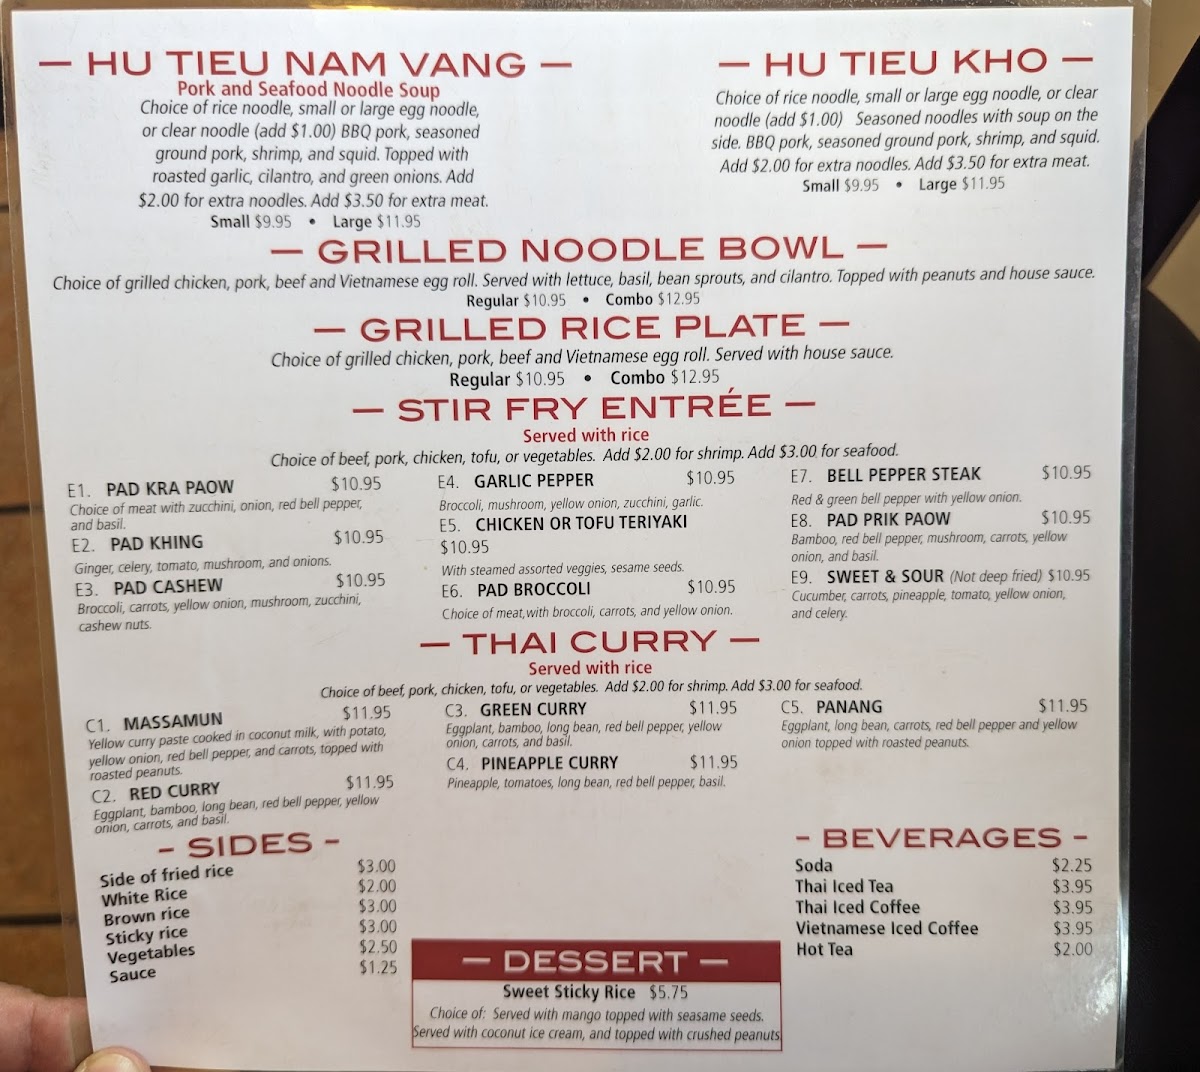 — HU TIEU NAM VANG —
Pork and Seafood Noodle Soup
Choice of rice noodle, small or large egg noodle,
or clear noodle (add $1.00) BBQ pork, seasoned
ground pork, shrimp, and squid. Topped with
roasted garlic, cilantro, and green onions. Add
$2.00 for extra noodles. Add $3.50 for extra meat.
Small $9.95 • Large $11.95
— HU TIEU KHO —
Choice of rice noodle, small or large egg noodle, or clear
noodle (add $1.00) Seasoned noodles with soup on the
side. BBQ pork, seasoned ground pork, shrimp, and squid.
Add $2.00 for extra noodles. Add $3.50 for extra meat.
Small $9.95 • Large $11.95
— GRILLED NOODLE BOWL —
Choice of grilled chicken, pork, beef and Vietnamese egg roll. Served with lettuce, basil, bean sprouts, and cilantro. Topped with peanuts and house sauce.
Regular $10.95 • Combo $12.95
— GRILLED RICE PLATE —
Choice of grilled chicken, pork, beef and Vietnamese egg roll. Served with house sauce.
Regular $10.95 • Combo $12.95
— STIR FRY ENTRÉE —
Served with rice
Choice of beef, pork, chicken, tofu, or vegetables. Add $2.00 for shrimp. Add $3.00 for seafood.
E1. PAD KRA PAOW $10.95
Choice of meat with zucchini, onion, red bell pepper,
and basil.
E2. PAD KHING $10.95
Ginger, celery, tomato, mushroom, and onions.
E3. PAD CASHEW $10.95
Broccoli, carrots, yellow onion, mushroom, zucchini,
cashew nuts.
E4. GARLIC PEPPER $10.95
Broccoli, mushroom, yellow onion, zucchini, garlic.
E5. CHICKEN OR TOFU TERIYAKI
$10.95
With steamed assorted veggies, sesame seeds.
E6. PAD BROCCOLI $10.95
Choice of meat,with broccoli, carrots, and yellow onion.
E7. BELL PEPPER STEAK $10.95
Red & green bell pepper with yellow onion.
E8. PAD PRIK PAOW $10.95
Bamboo, red bell pepper, mushroom, carrots, yellow
onion, and basil.
E9. SWEET & SOUR (Not deep fried) $10.95
Cucumber, carrots, pineapple, tomato, yellow onion,
and celery.
— THAI CURRY —
Served with rice
Choice of beef, pork, chicken, tofu, or vegetables. Add $2.00 for shrimp. Add $3.00 for seafood.
C1. MASSAMUN $11.95
Yellow curry paste cooked in coconut milk, with potato,
yellow onion, red bell pepper, and carrots, topped with
roasted peanuts.
C2. RED CURRY $11.95
Eggplant, bamboo, long bean, red bell pepper, yellow
onion, carrots, and basil.
C3. GREEN CURRY $11.95
Eggplant, bamboo, long bean, red bell pepper, yellow
onion, carrots, and basil.
C4. PINEAPPLE CURRY $11.95
Pineapple, tomatoes, long bean, red bell pepper, basil.
C5. PANANG $11.95
Eggplant, long bean, carrots, red bell pepper and yellow
onion topped with roasted peanuts.
- SIDES -
Side of fried rice $3.00
White Rice $2.00
Brown rice $3.00
Sticky rice $3.00
Vegetables $2.50
Sauce $1.25
— DESSERT —
Sweet Sticky Rice $5.75
Choice of: Served with mango topped with seasame seeds.
Served with coconut ice cream, and topped with crushed peanuts
- BEVERAGES -
Soda $2.25
Thai Iced Tea $3.95
Thai Iced Coffee $3.95
Vietnamese Iced Coffee $3.95
Hot Tea $2.00